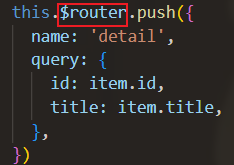 this.$router.push({
name: 'detail',
query: {
id: item.id,
title: item.title,
},
})